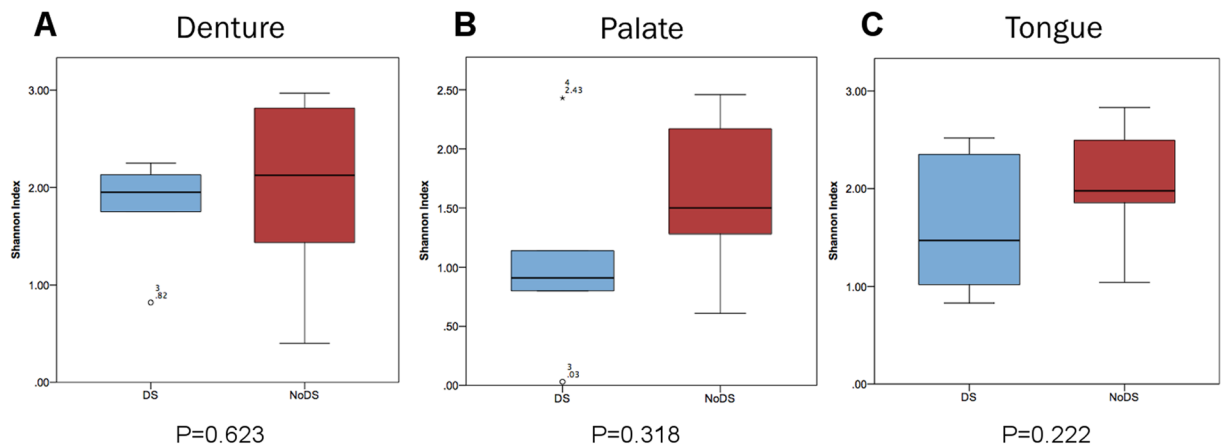 A Denture
3.00
2.00
1.00
.00
Shannon Index
3
.82
DS NoDS
P=0.623
B Palate
2.50
2.00
1.50
1.00
.50
.00
Shannon Index
4
2.43
3
.03
DS NoDS
P=0.318
C Tongue
3.00
2.00
1.00
.00
Shannon Index
DS NoDS
P=0.222